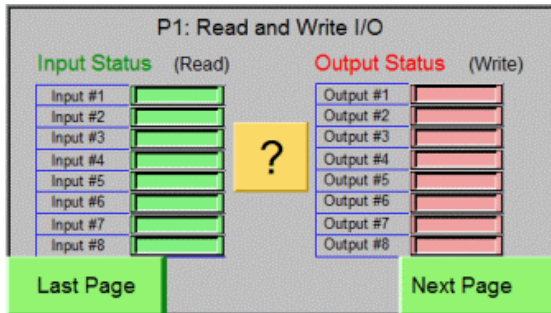 P1: Read and Write I/O
Input Status (Read)
Output Status (Write)
Input #1
Input #2
Input #3
Input #4
Input #5
Input #6
Input #7
Input #8
?
Output #1
Output #2
Output #3
Output #4
Output #5
Output #6
Output #7
Output #8
Last Page
Next Page